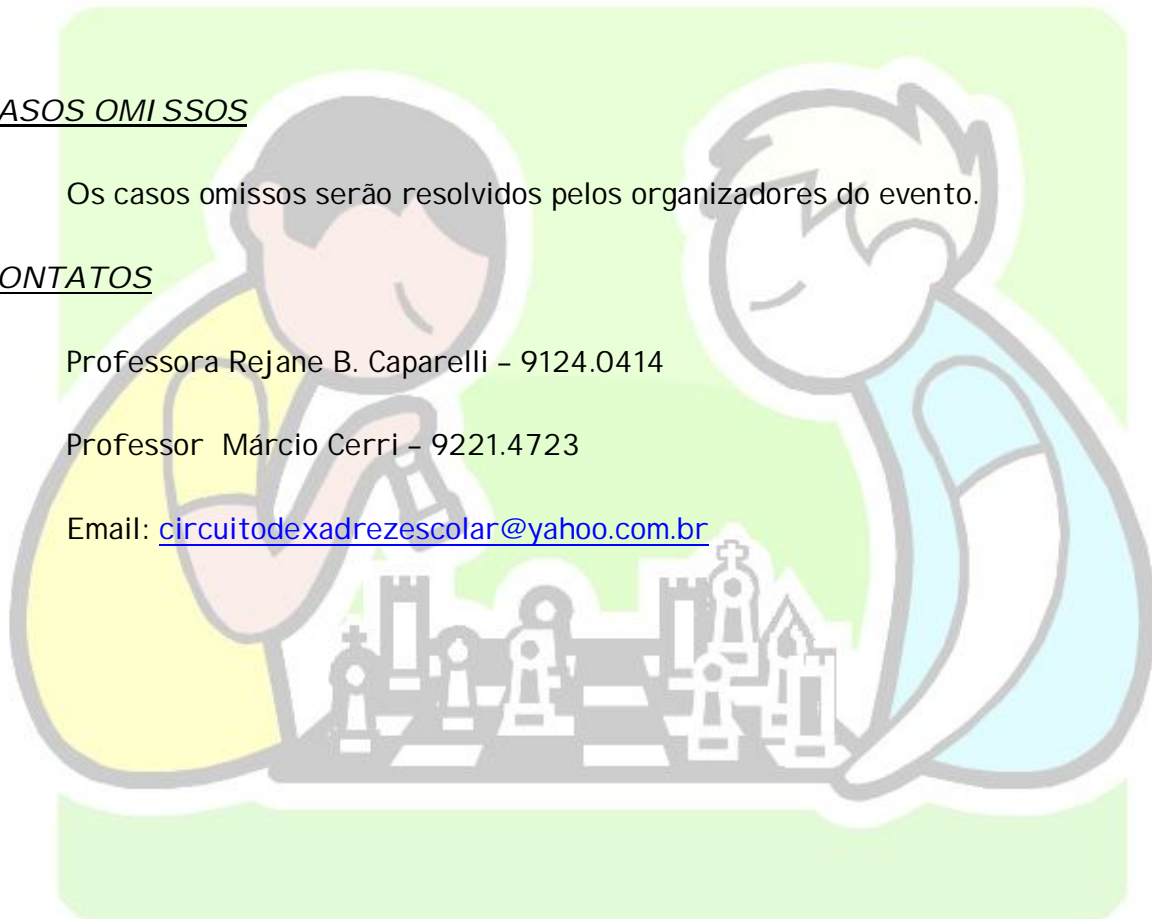 ASOS OMISSOS
Os casos omissos serão resolvidos pelos organizadores do evento.
ONTATOS
Professora Rejane B. Caparelli – 9124.0414
Professor Márcio Cerri – 9221.4723
Email: circuitodexadrezescolar@yahoo.com.br